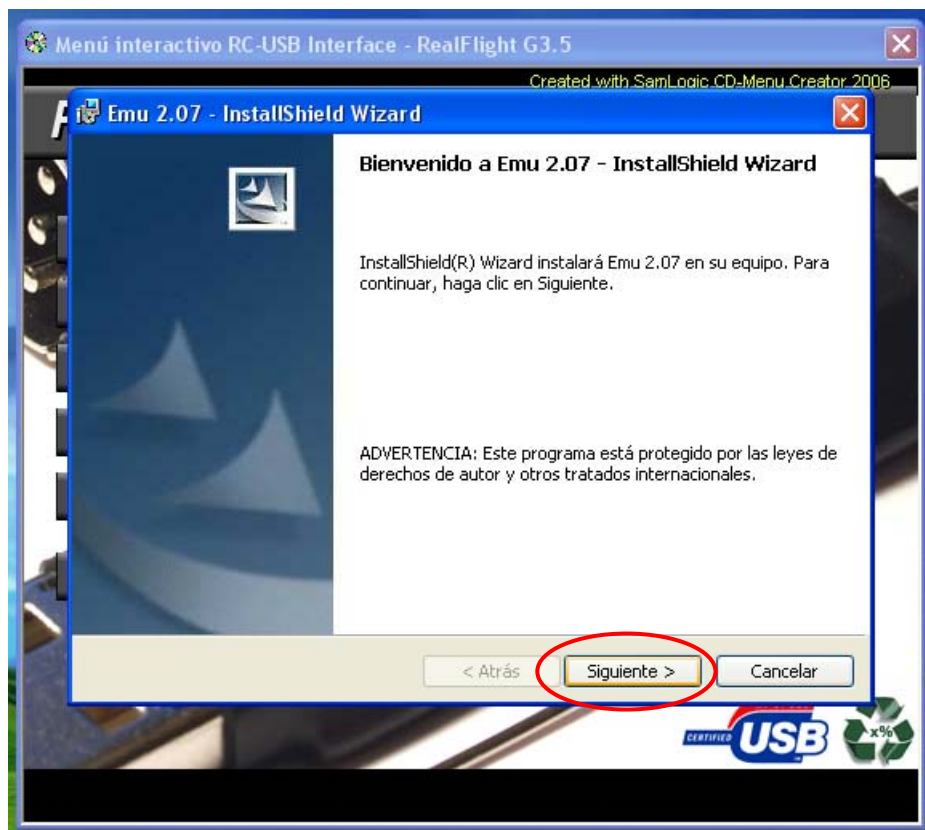 Menú interactivo RC-USB Interface - RealFlight G3.5
Created with SamLogic CD-Menu Creator 2006
Emu 2.07 - InstallShield Wizard
Bienvenido a Emu 2.07 - InstallShield Wizard
InstallShield(R) Wizard instalará Emu 2.07 en su equipo. Para
continuar, haga clic en Siguiente.
ADVERTENCIA: Este programa está protegido por las leyes de
derechos de autor y otros tratados internacionales.
< Atrás
Siguiente >
Cancelar
CERTIFIED USB
x%